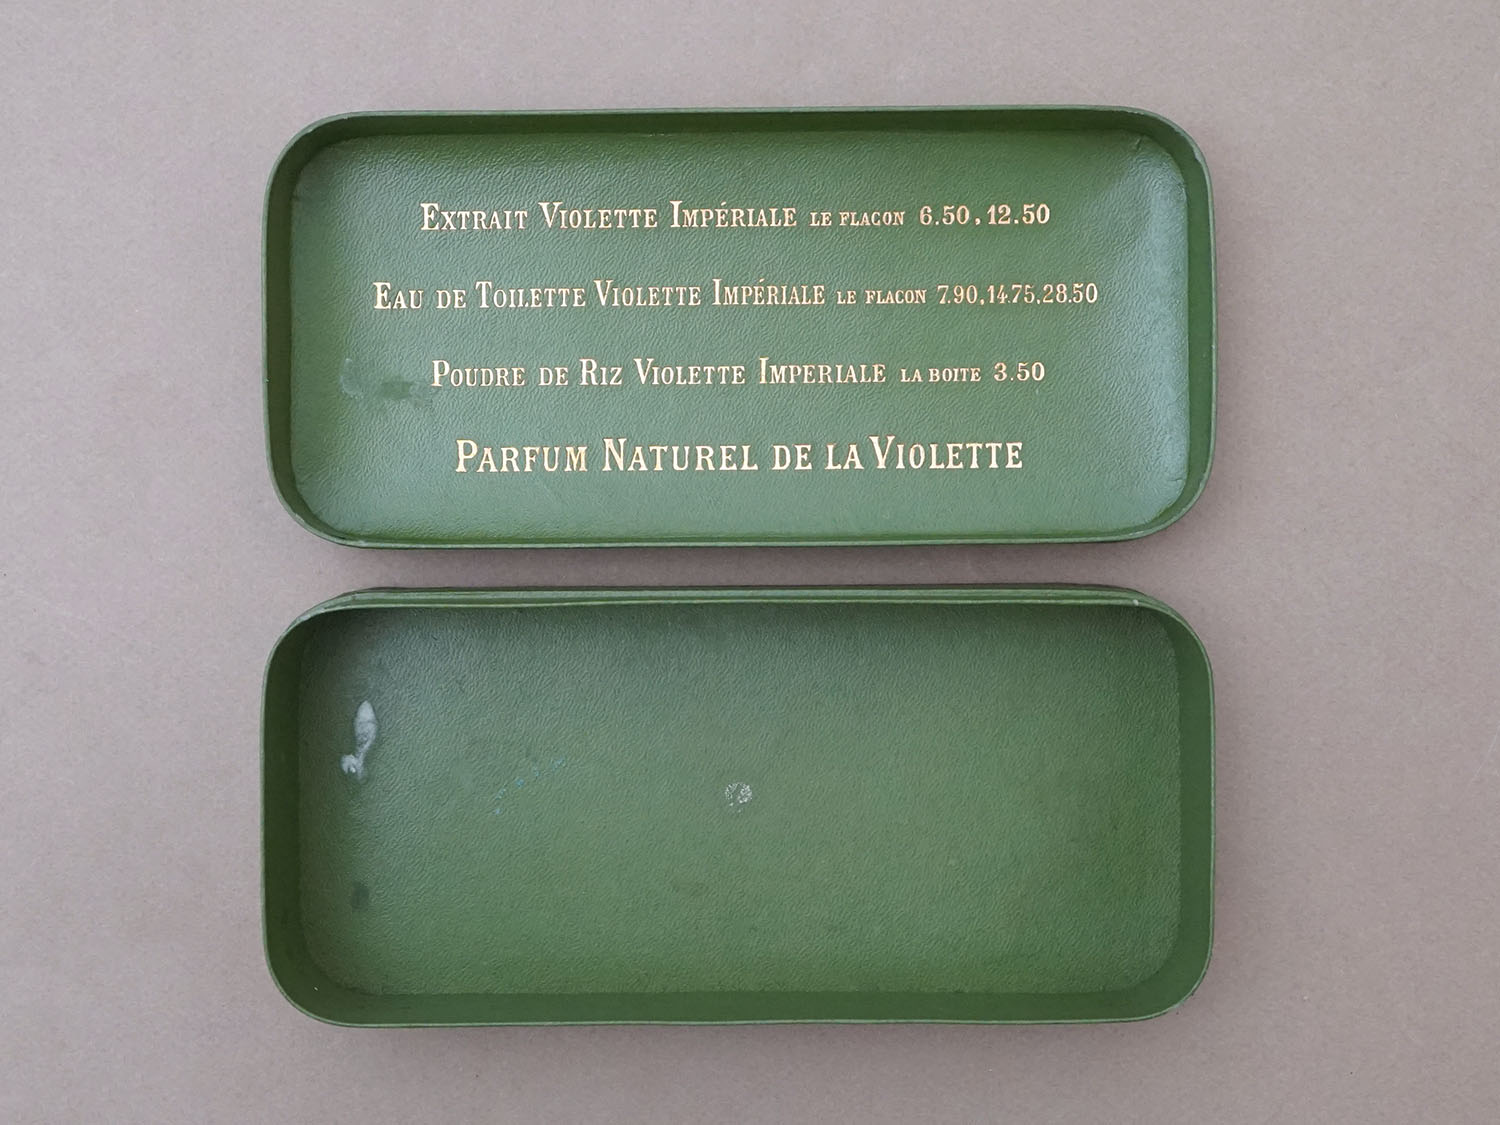 EXTRAIT VIOLETTE IMPÉRIALE LE FLACON 6.50, 12.50
EAU DE TOILETTE VIOLETTE IMPÉRIALE LE FLACON 7.90, 14.75, 28.50
POUDRE DE RIZ VIOLETTE IMPERIALE LA BOITE 3.50
PARFUM NATUREL DE LA VIOLETTE